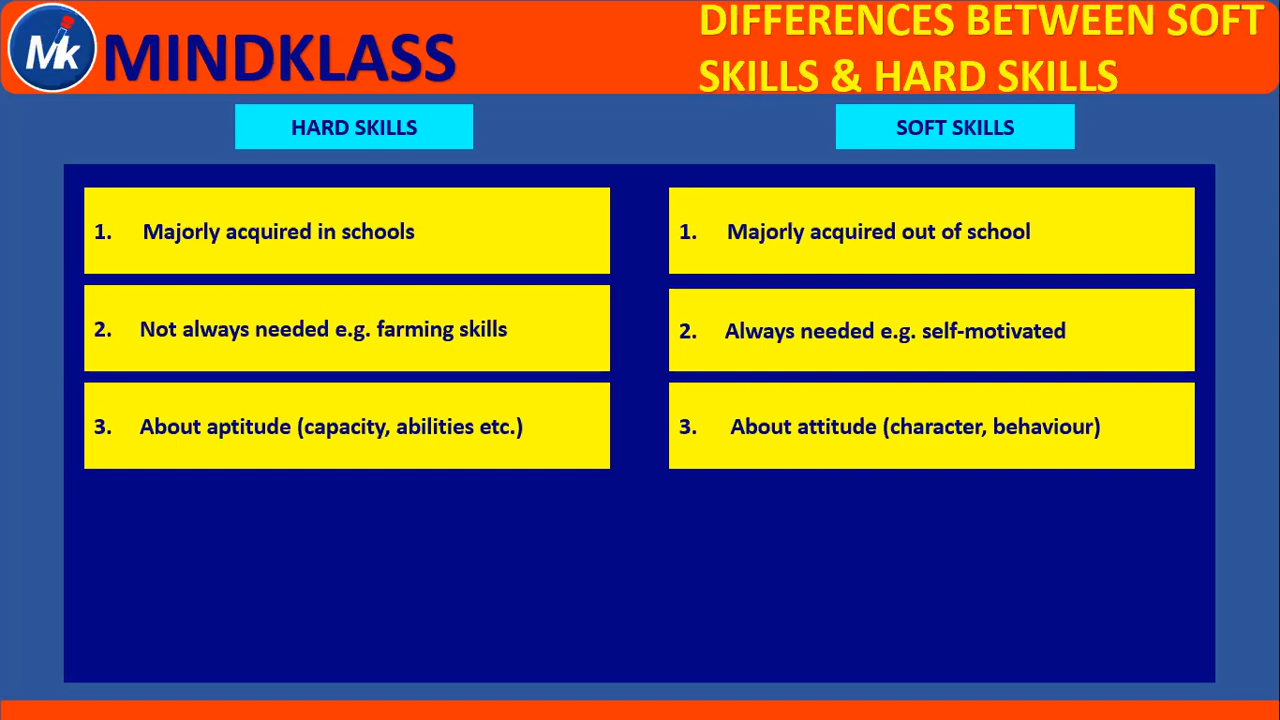 Mk MINDKLASS
DIFFERENCES BETWEEN SOFT
SKILLS & HARD SKILLS
HARD SKILLS
SOFT SKILLS
1. Majorly acquired in schools
1. Majorly acquired out of school
2. Not always needed e.g. farming skills
2. Always needed e.g. self-motivated
3. About aptitude (capacity, abilities etc.)
3. About attitude (character, behaviour)